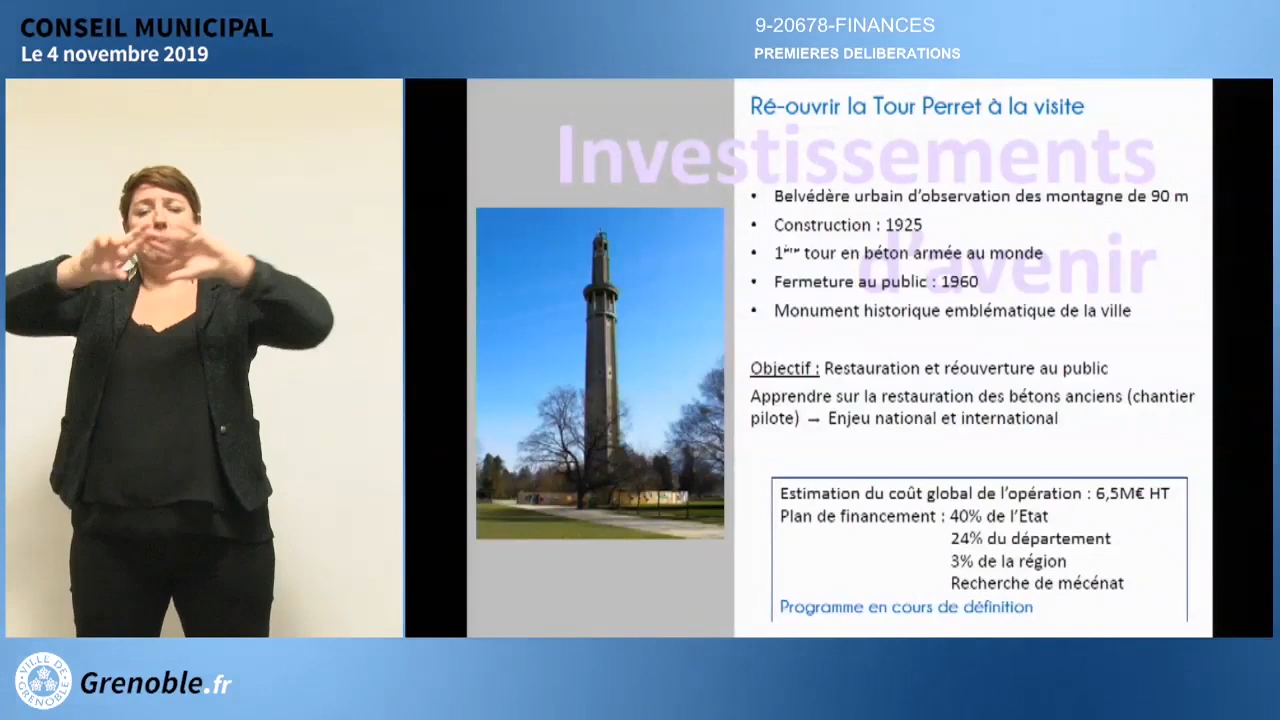 CONSEIL MUNICIPAL
Le 4 novembre 2019
9-20678-FINANCES
PREMIERES DELIBERATIONS
Investissements
d'avenir
Ré-ouvrir la Tour Perret à la visite
• Belvédère urbain d'observation des montagne de 90 m
• Construction : 1925
• 1ère tour en béton armée au monde
• Fermeture au public : 1960
• Monument historique emblématique de la ville
Objectif : Restauration et réouverture au public
Apprendre sur la restauration des bétons anciens (chantier
pilote) → Enjeu national et international
Estimation du coût global de l'opération : 6,5M€ HT
Plan de financement : 40% de l'Etat
24% du département
3% de la région
Recherche de mécénat
Programme en cours de définition
VILLE DE GRENOBLE
Grenoble.fr